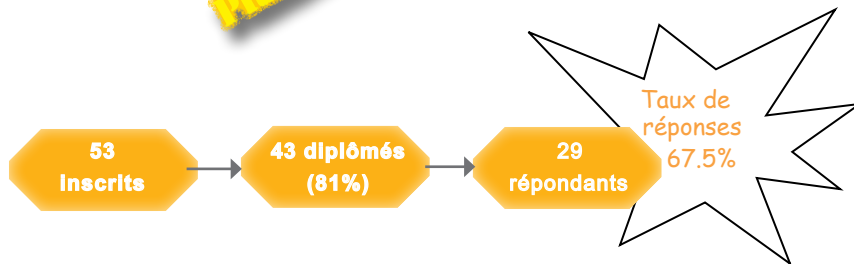 53
inscrits
43 diplômés
(81%)
29
répondants
Taux de
réponses
67.5%